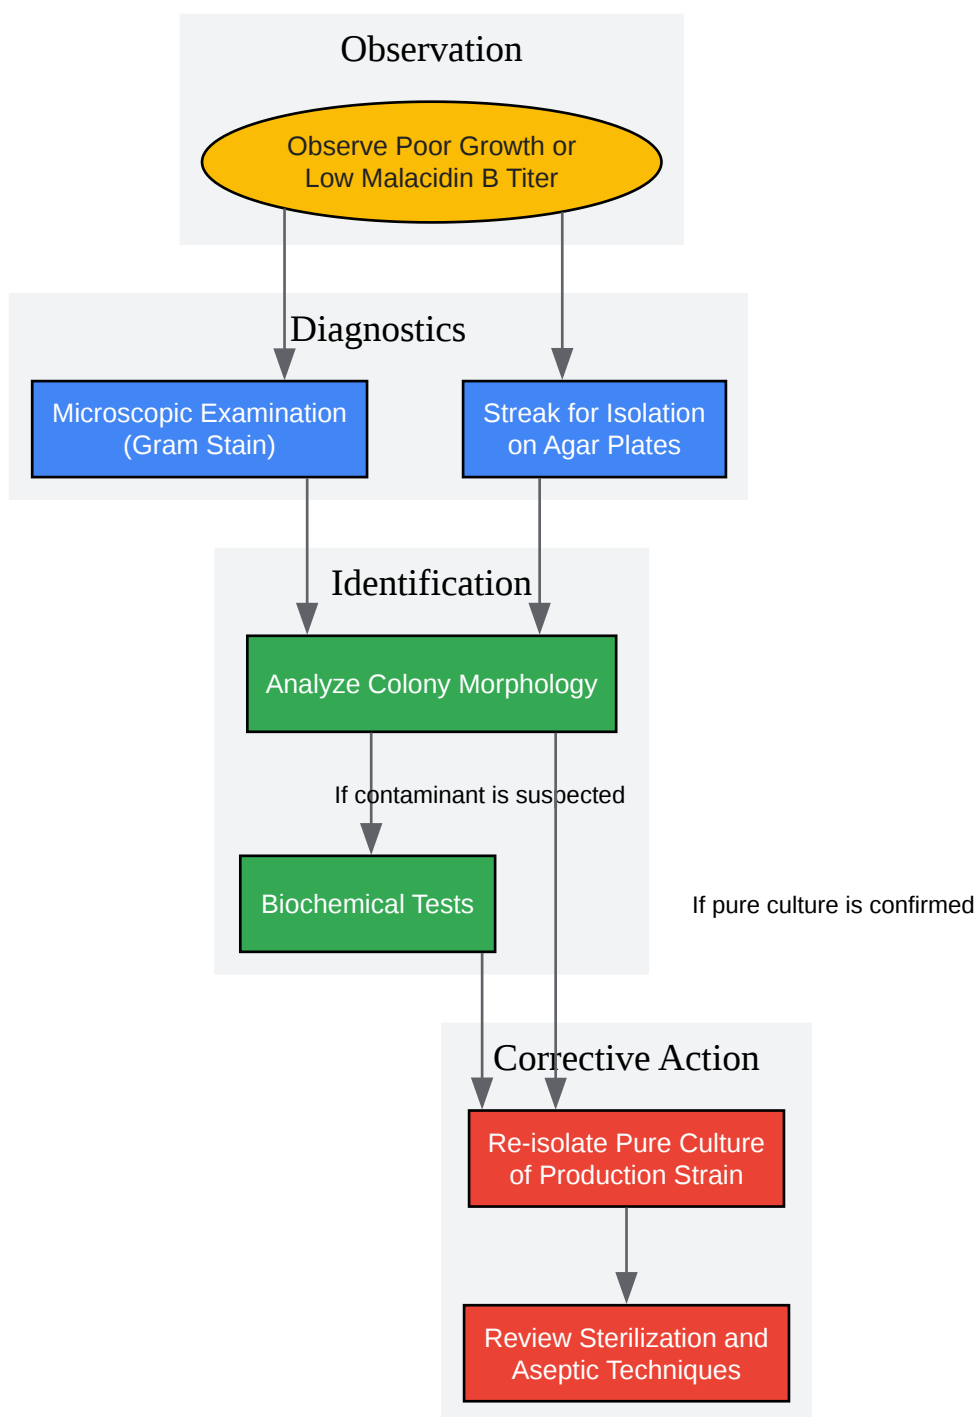 Observation
Observe Poor Growth or
Low Malacidin B Titer
Diagnostics
Microscopic Examination
(Gram Stain)
Streak for Isolation
on Agar Plates
Identification
Analyze Colony Morphology
If contaminant is suspected
Biochemical Tests
If pure culture is confirmed
Corrective Action
Re-isolate Pure Culture
of Production Strain
Review Sterilization and
Aseptic Techniques